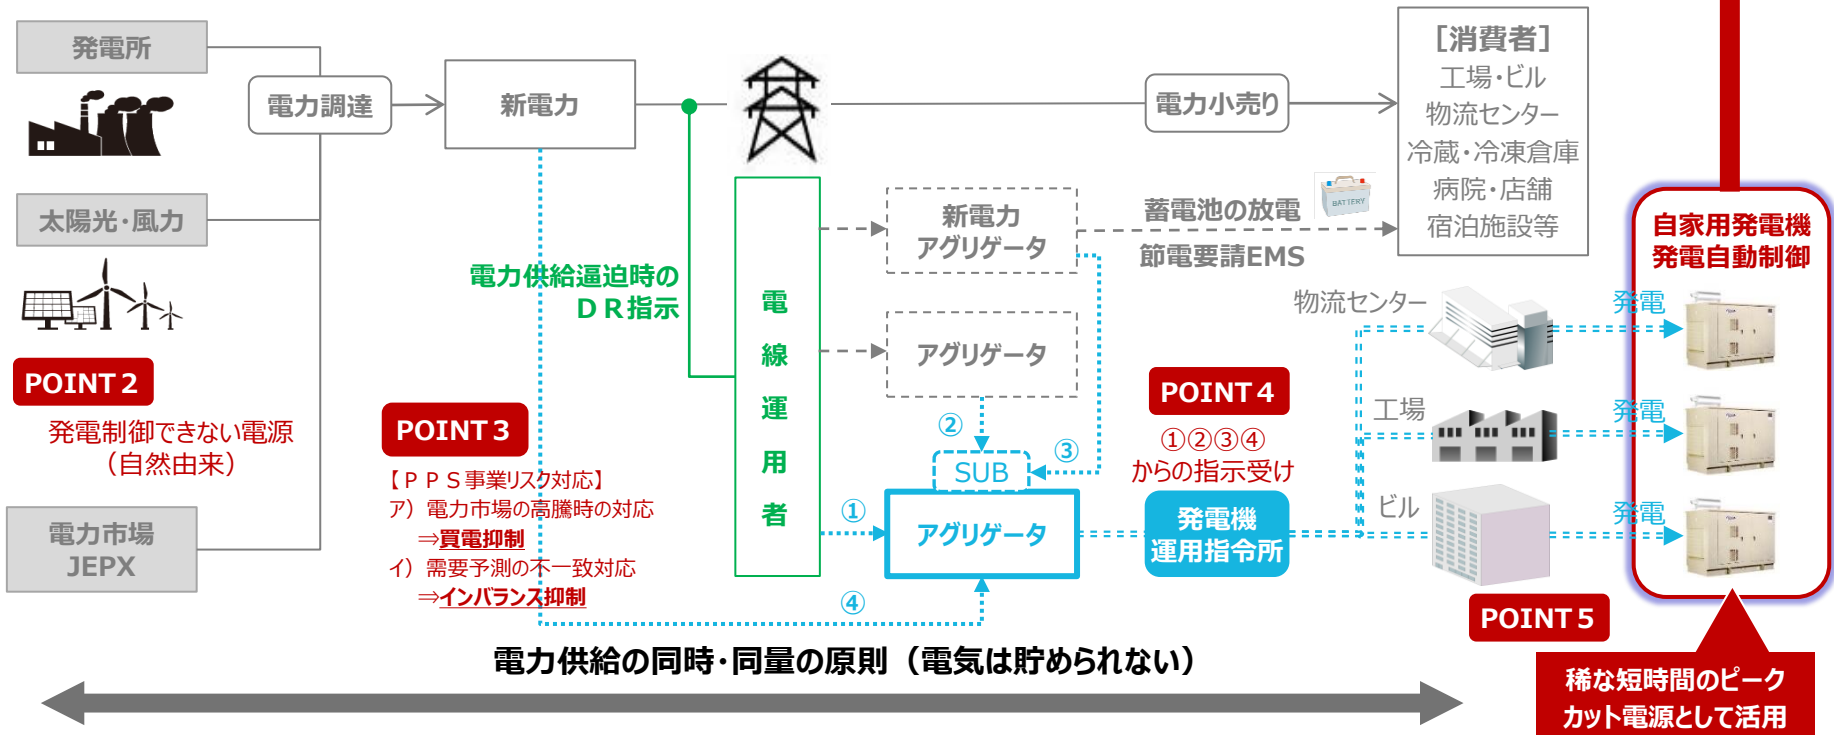 発電所
電力調達
新電力
電力小売り
[消費者]
工場・ビル
物流センター
冷蔵・冷凍倉庫
病院・店舗
宿泊施設等
太陽光・風力
新電力
アグリゲータ
蓄電池の放電
BATTERY
節電要請EMS
自家用発電機
発電自動制御
電力供給逼迫時の
ＤＲ指示
電線運用者
アグリゲータ
物流センター
発電
POINT２
発電制御できない電源
（自然由来）
POINT３
【ＰＰＳ事業リスク対応】
ア）電力市場の高騰時の対応
⇒買電抑制
イ）需要予測の不一致対応
⇒インバランス抑制
②
③
SUB
①
アグリゲータ
④
POINT４
①②③④
からの指示受け
発電機
運用指令所
工場
発電
ビル
発電
電力市場
JEPX
POINT５
電力供給の同時・同量の原則（電気は貯められない）
稀な短時間のピーク
カット電源として活用